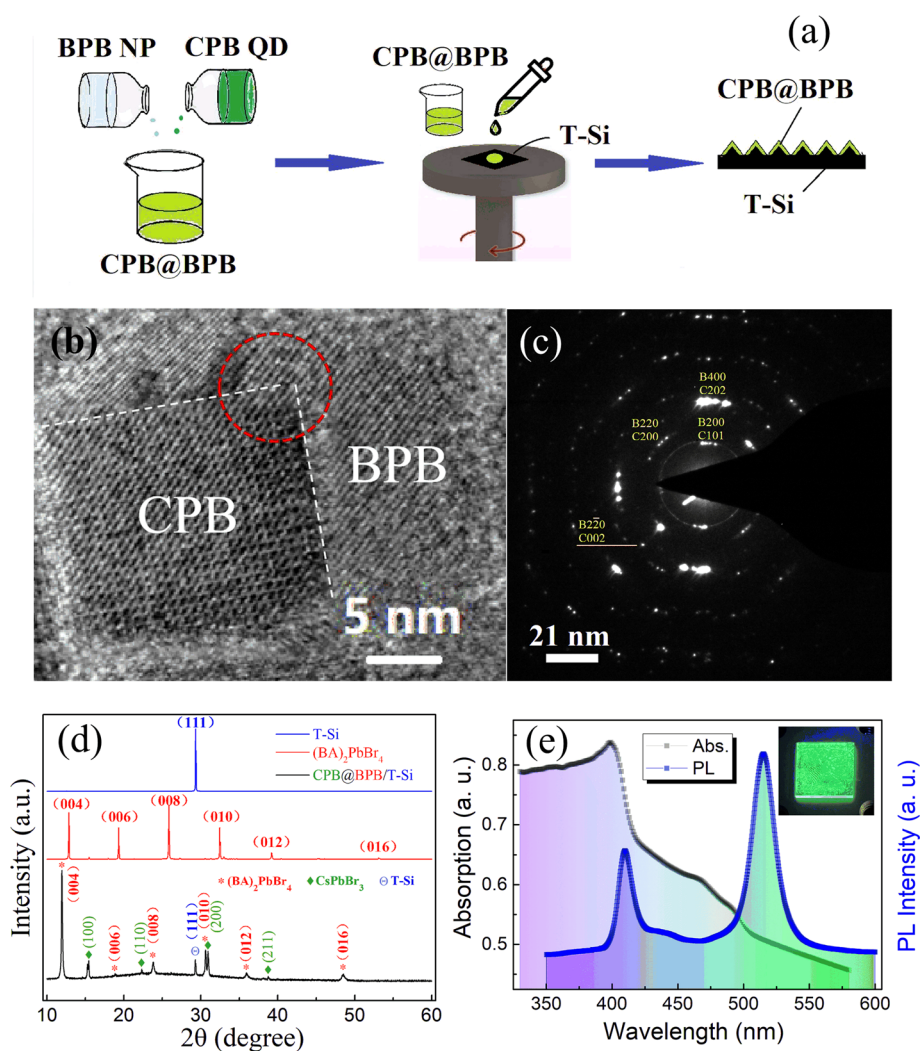 (a)
BPB NP
CPB QD
CPB@BPB
CPB@BPB
T-Si
CPB@BPB
T-Si
(b)
CPB
BPB
5 nm
(c)
B400
C202
B220
C200
B200
C101
B2̅20
C002
21 nm
(d)
(111)
T-Si
(BA)₂PbBr₄
CPB@BPB/T-Si
(004)
(006)
(008)
(010)
(012)
(016)
* (BA)₂PbBr₄
♦ CsPbBr₃
Θ T-Si
*
(004)
(100)
(006)
(110)
(008)
(111)
(010)
(200)
(012)
(211)
(016)
Intensity (a.u.)
10 20 30 40 50 60
2θ (degree)
(e)
Abs.
PL
0.8
0.7
0.6
0.5
Absorption (a. u.)
PL Intensity (a. u.)
350 400 450 500 550 600
Wavelength (nm)